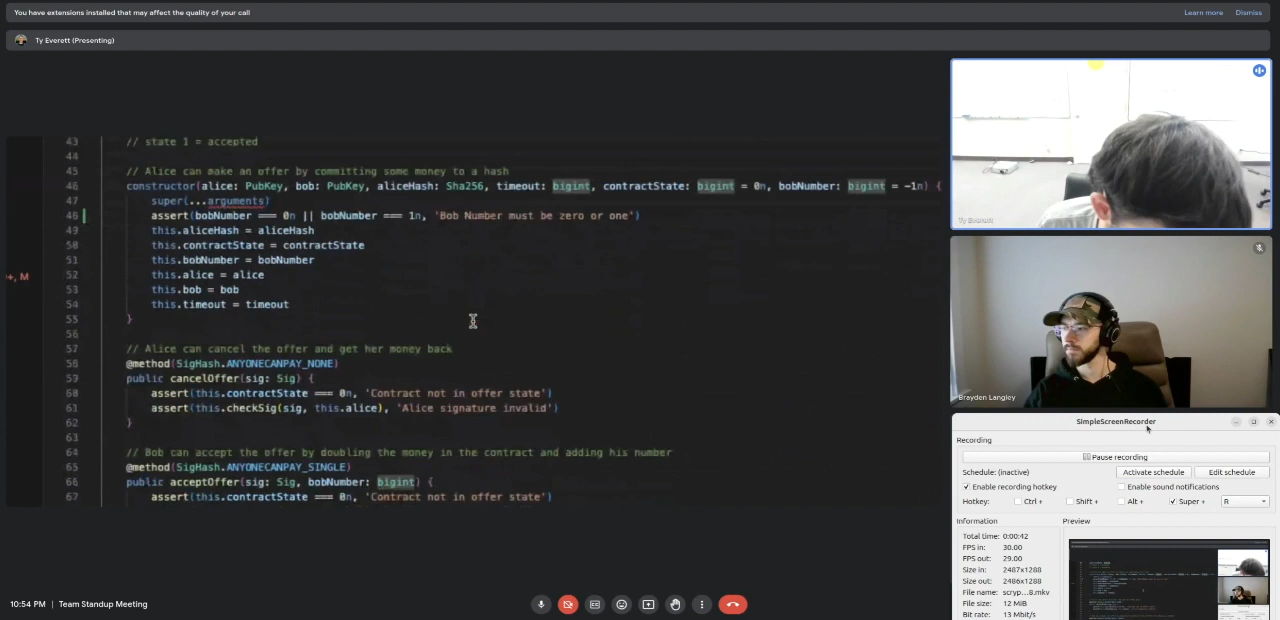 You have extensions installed that may affect the quality of your call
Learn more
Dismiss
Ty Everett (Presenting)
43 // state 1 = accepted
44
45 // Alice can make an offer by committing some money to a hash
46 constructor(alice: PubKey, bob: PubKey, aliceHash: Sha256, timeout: bigint, contractState: bigint = 0n, bobNumber: bigint = -1n) {
47 super(...arguments)
48 assert(bobNumber === 0n || bobNumber === 1n, 'Bob Number must be zero or one')
49 this.aliceHash = aliceHash
50 this.contractState = contractState
51 this.bobNumber = bobNumber
52 this.alice = alice
53 this.bob = bob
54 this.timeout = timeout
55 }
56
57 // Alice can cancel the offer and get her money back
58 @method(SigHash.ANYONECANPAY_NONE)
59 public cancelOffer(sig: Sig) {
60 assert(this.contractState === 0n, 'Contract not in offer state')
61 assert(this.checkSig(sig, this.alice), 'Alice signature invalid')
62 }
63
64 // Bob can accept the offer by doubling the money in the contract and adding his number
65 @method(SigHash.ANYONECANPAY_SINGLE)
66 public acceptOffer(sig: Sig, bobNumber: bigint) {
67 assert(this.contractState === 0n, 'Contract not in offer state')
, M
Ty Everett
Brayden Langley
SimpleScreenRecorder
Recording
Pause recording
Schedule: (inactive)
Activate schedule
Edit schedule
Enable recording hotkey
Enable sound notifications
Hotkey: Ctrl + Shift + Alt + Super + R
Information
Preview
Total time: 0:00:42
FPS in: 30.00
FPS out: 29.00
Size in: 2487x1288
Size out: 2486x1288
File name: scryp...8.mkv
File size: 12 MiB
Bit rate: 13 Mbit/s
10:54 PM | Team Standup Meeting